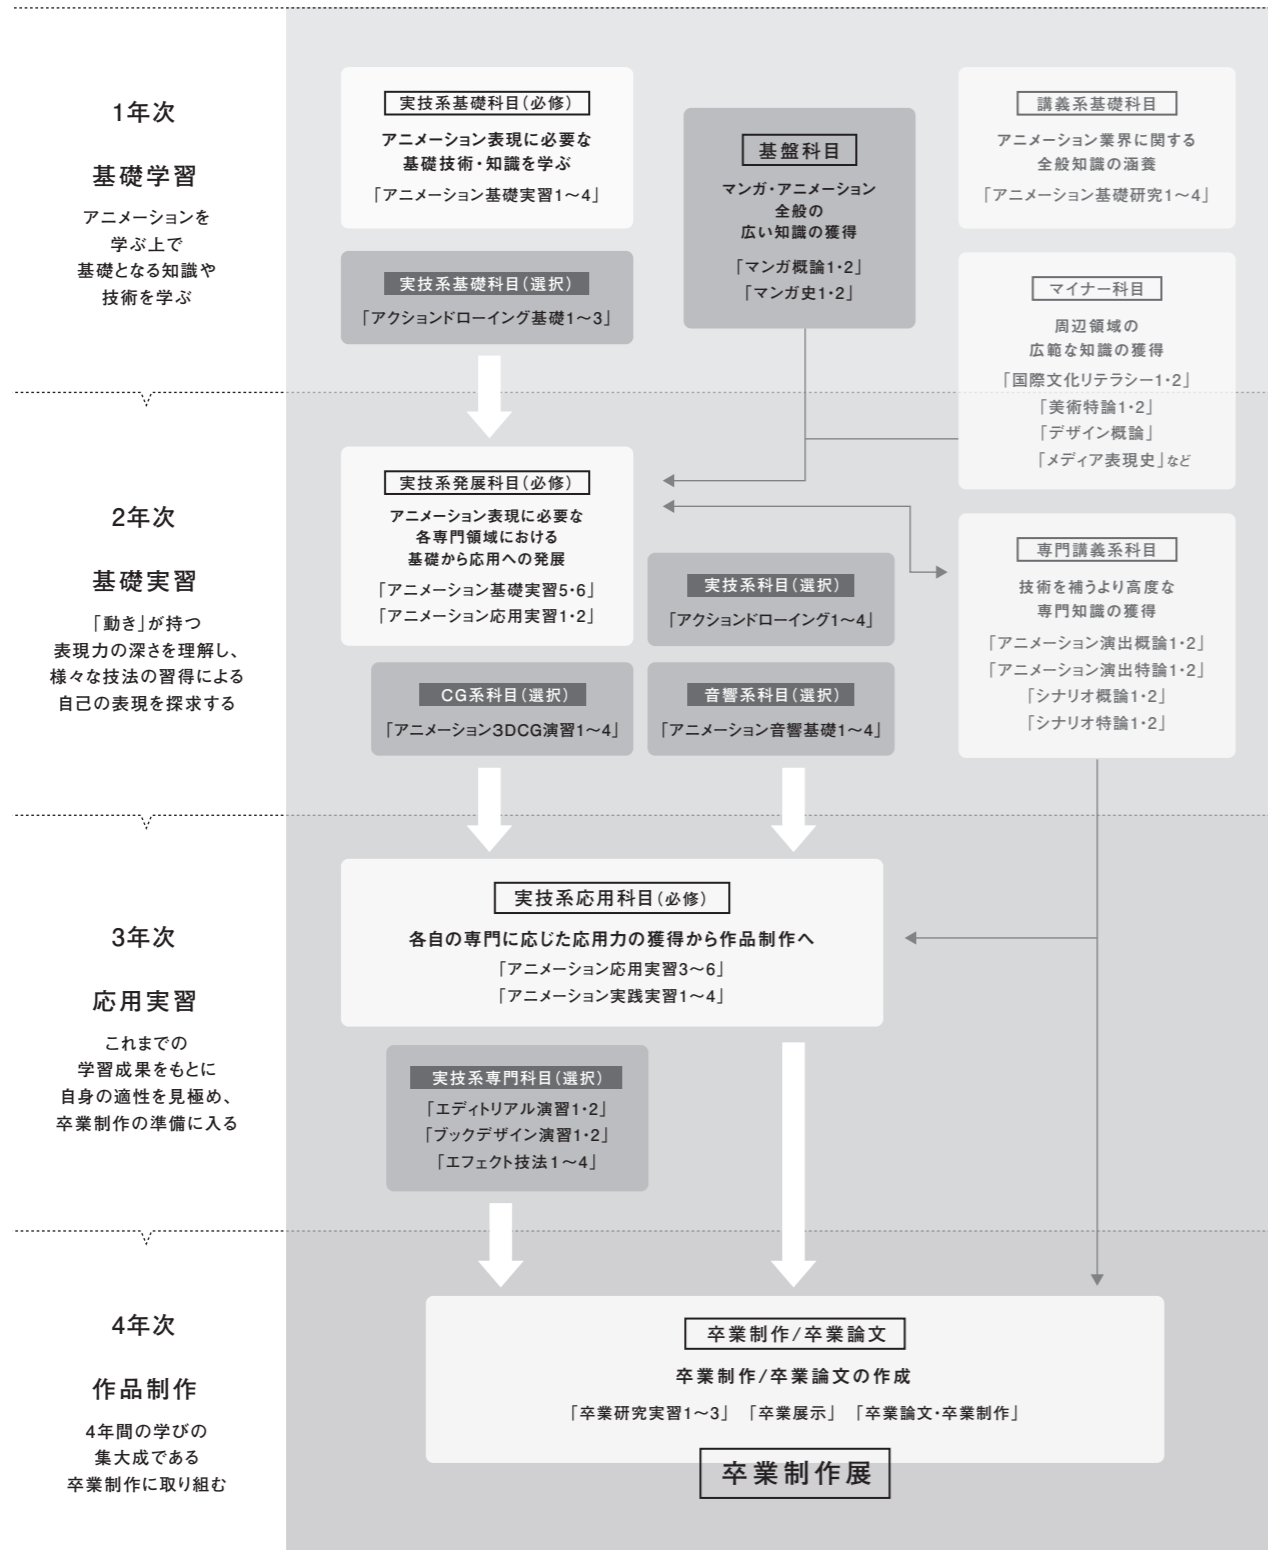 1年次
基礎学習
アニメーションを
学ぶ上で
基礎となる知識や
技術を学ぶ
実技系基礎科目(必修)
アニメーション表現に必要な
基礎技術・知識を学ぶ
「アニメーション基礎実習1〜4」
実技系基礎科目(選択)
「アクションドローイング基礎1〜3」
基盤科目
マンガ・アニメーション
全般の
広い知識の獲得
「マンガ概論1・2」
「マンガ史1・2」
講義系基礎科目
アニメーション業界に関する
全般知識の涵養
「アニメーション基礎研究1〜4」
マイナー科目
周辺領域の
広範な知識の獲得
「国際文化リテラシー1・2」
「美術特論1・2」
「デザイン概論」
「メディア表現史」など
2年次
基礎実習
「動き」が持つ
表現力の深さを理解し、
様々な技法の習得による
自己の表現を探求する
実技系発展科目(必修)
アニメーション表現に必要な
各専門領域における
基礎から応用への発展
「アニメーション基礎実習5・6」
「アニメーション応用実習1・2」
実技系科目(選択)
「アクションドローイング1〜4」
CG系科目(選択)
「アニメーション3DCG演習1〜4」
音響系科目(選択)
「アニメーション音響基礎1〜4」
専門講義系科目
技術を補うより高度な
専門知識の獲得
「アニメーション演出概論1・2」
「アニメーション演出特論1・2」
「シナリオ概論1・2」
「シナリオ特論1・2」
3年次
応用実習
これまでの
学習成果をもとに
自身の適性を見極め、
卒業制作の準備に入る
実技系応用科目(必修)
各自の専門に応じた応用力の獲得から作品制作へ
「アニメーション応用実習3〜6」
「アニメーション実践実習1〜4」
実技系専門科目(選択)
「エディトリアル演習1・2」
「ブックデザイン演習1・2」
「エフェクト技法1〜4」
4年次
作品制作
4年間の学びの
集大成である
卒業制作に取り組む
卒業制作/卒業論文
卒業制作/卒業論文の作成
「卒業研究実習1〜3」 「卒業展示」 「卒業論文・卒業制作」
卒業制作展